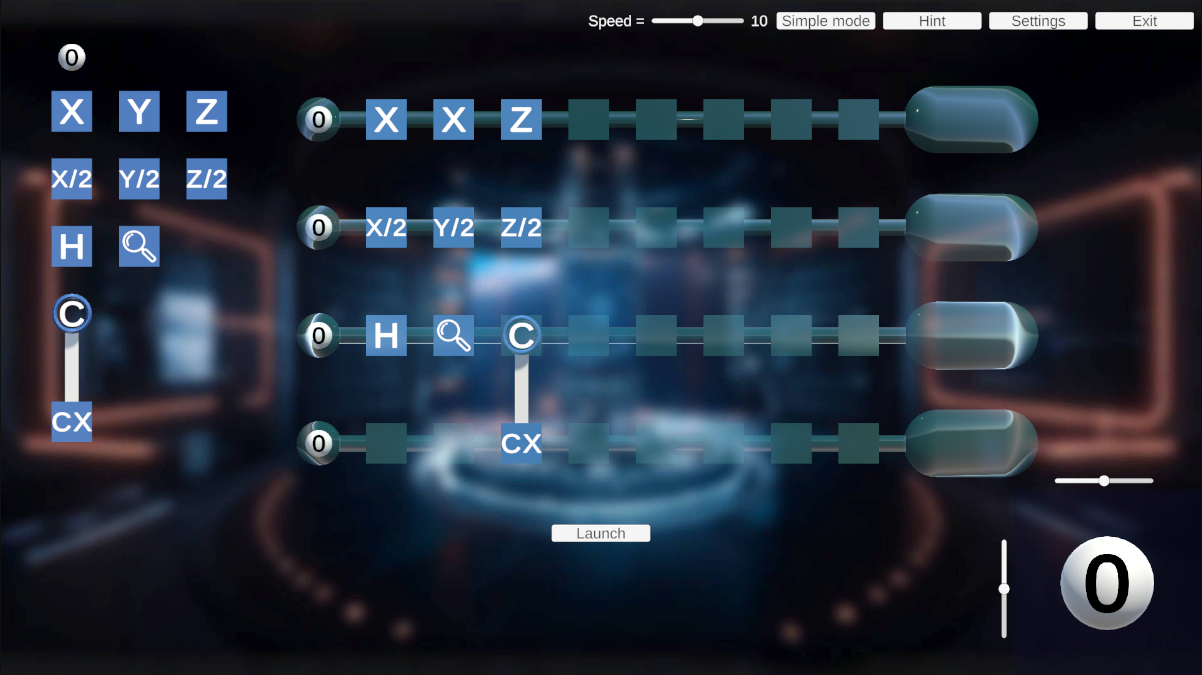 Speed = 10 Simple mode Hint Settings Exit
0
X Y Z
X/2 Y/2 Z/2
H
C
CX
0 X X Z
0 X/2 Y/2 Z/2
0 H C
0 CX
Launch
0